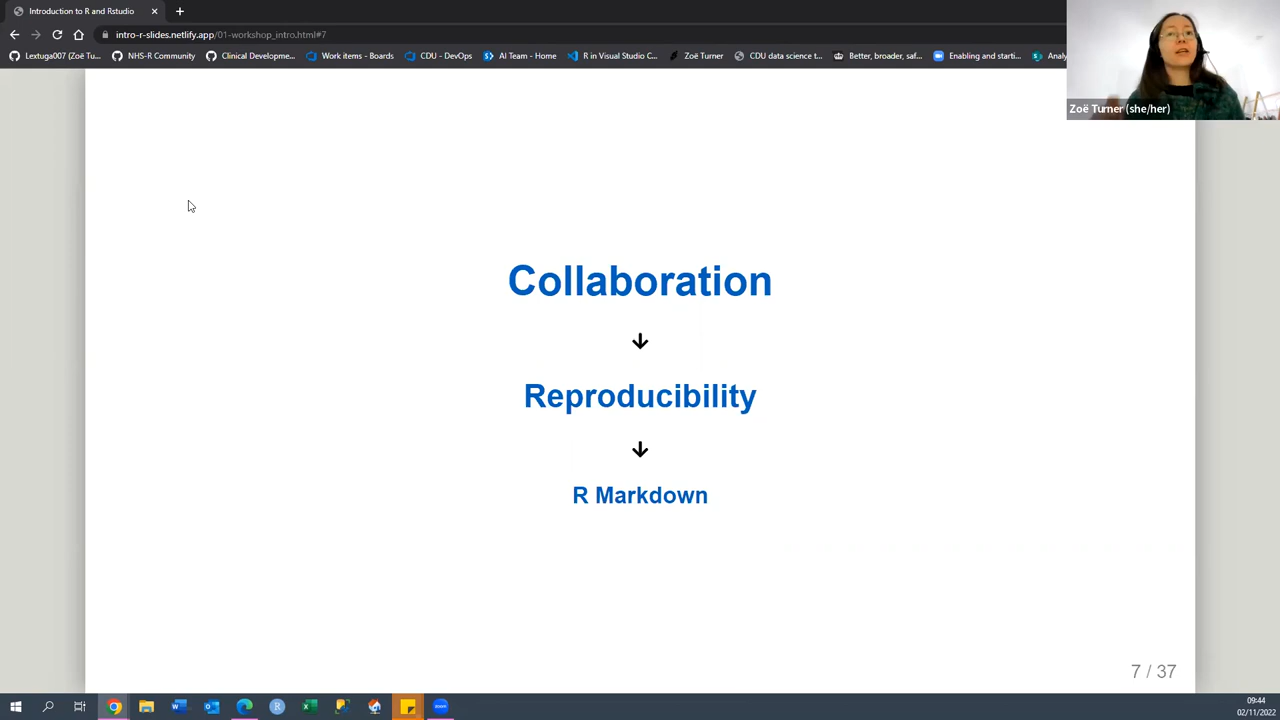 Introduction to R and Rstudio
intro-r-slides.netlify.app/01-workshop_intro.html#7
Lextuga007 (Zoë Tu...
NHS-R Community
Clinical Developme...
Work items - Boards
CDU - DevOps
AI Team - Home
R in Visual Studio C...
Zoë Turner
CDU data science t...
Better, broader, saf...
Enabling and starti...
Analy
Zoë Turner (she/her)
Collaboration
↓
Reproducibility
↓
R Markdown
7 / 37
09:44
02/11/2022